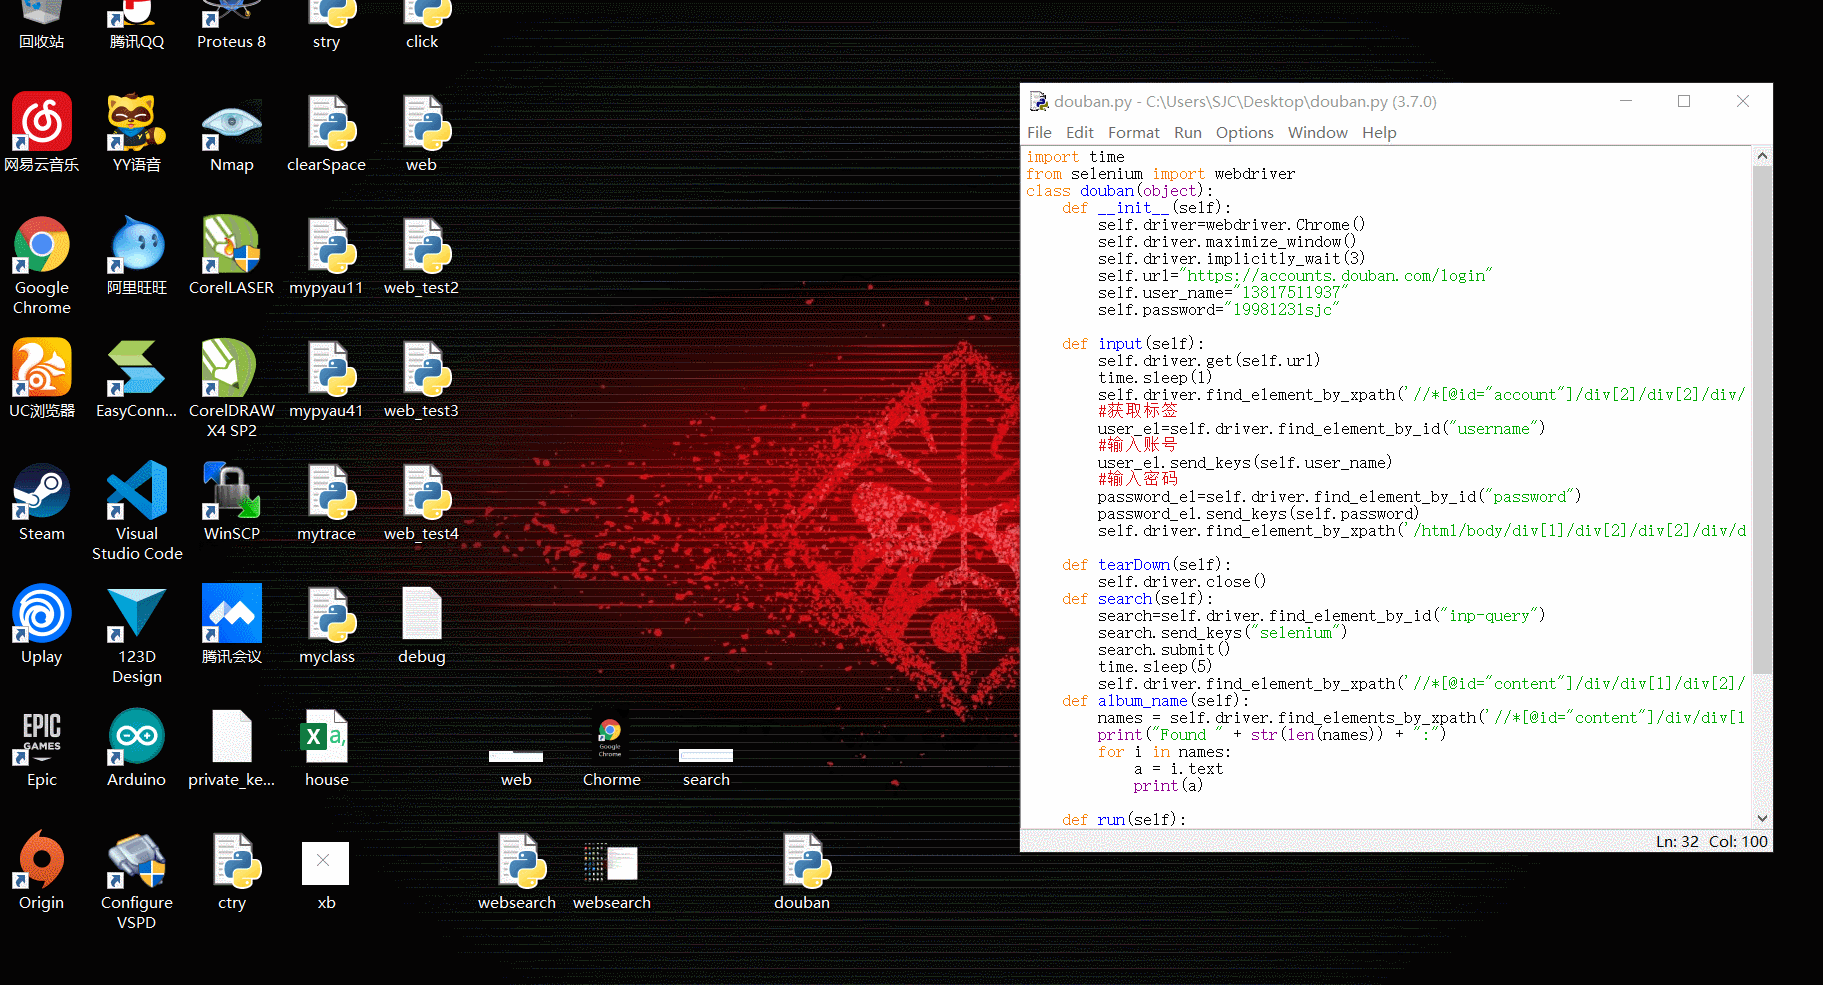 回收站
腾讯QQ
Proteus 8
stry
click
网易云音乐
YY语音
Nmap
clearSpace
web
Google
Chrome
阿里旺旺
CorelLASER
mypyau11
web_test2
UC浏览器
EasyConn...
CorelDRAW
X4 SP2
mypyau41
web_test3
Steam
Visual
Studio Code
WinSCP
mytrace
web_test4
Uplay
123D
Design
腾讯会议
myclass
debug
EPIC
GAMES
Epic
Arduino
private_ke...
house
web
Google
Chrome
Chorme
search
Origin
Configure
VSPD
ctry
xb
websearch
websearch
douban
douban.py - C:\Users\SJC\Desktop\douban.py (3.7.0)
File Edit Format Run Options Window Help
import time
from selenium import webdriver
class douban(object):
    def __init__(self):
        self.driver=webdriver.Chrome()
        self.driver.maximize_window()
        self.driver.implicitly_wait(3)
        self.url="https://accounts.douban.com/login"
        self.user_name="13817511937"
        self.password="19981231sjc"
    def input(self):
        self.driver.get(self.url)
        time.sleep(1)
        self.driver.find_element_by_xpath('//*[@id="account"]/div[2]/div[2]/div/
        #获取标签
        user_el=self.driver.find_element_by_id("username")
        #输入账号
        user_el.send_keys(self.user_name)
        #输入密码
        password_el=self.driver.find_element_by_id("password")
        password_el.send_keys(self.password)
        self.driver.find_element_by_xpath('/html/body/div[1]/div[2]/div[2]/div/d
    def tearDown(self):
        self.driver.close()
    def search(self):
        search=self.driver.find_element_by_id("inp-query")
        search.send_keys("selenium")
        search.submit()
        time.sleep(5)
        self.driver.find_element_by_xpath('//*[@id="content"]/div/div[1]/div[2]/
    def album_name(self):
        names = self.driver.find_elements_by_xpath('//*[@id="content"]/div/div[1
        print("Found " + str(len(names)) + ":")
        for i in names:
            a = i.text
            print(a)
    def run(self):
Ln: 32 Col: 100